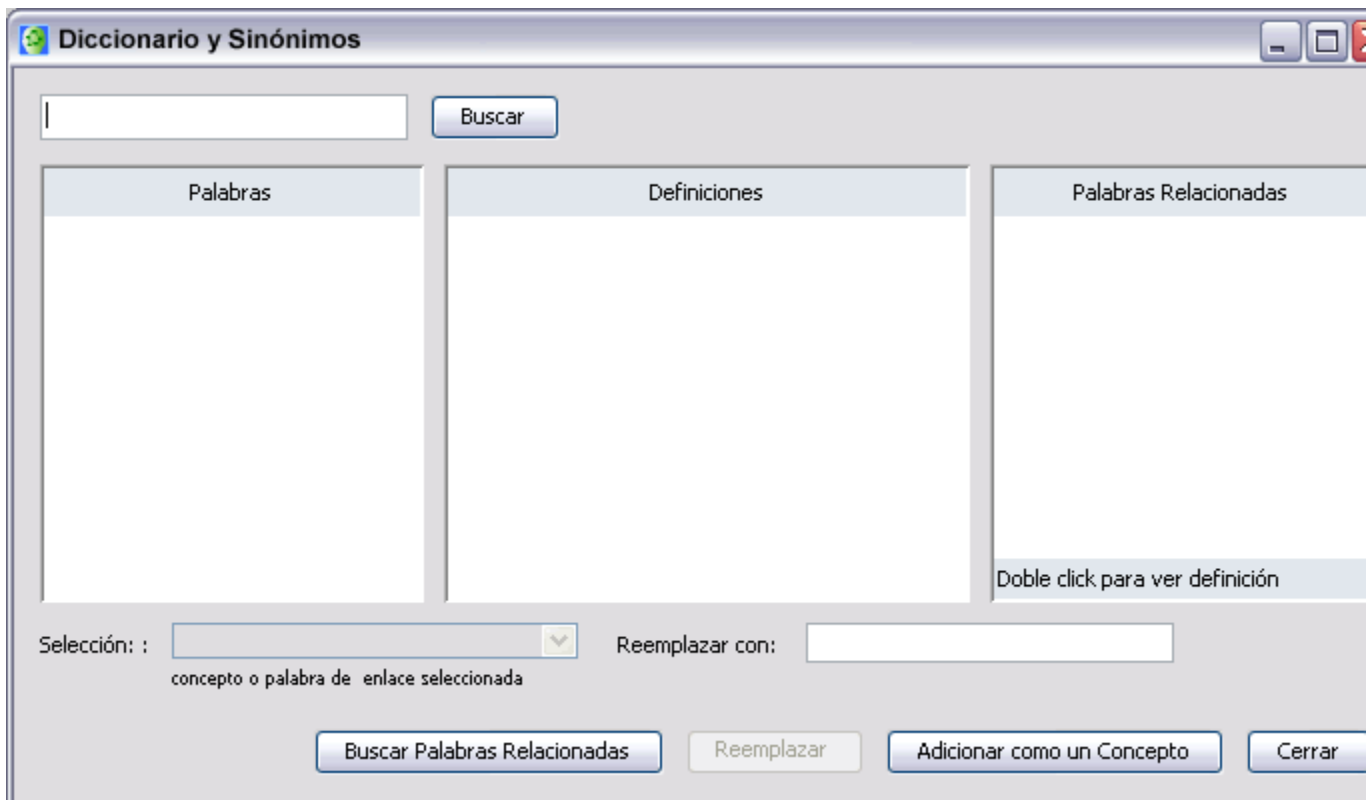 Diccionario y Sinónimos
Buscar
Palabras
Definiciones
Palabras Relacionadas
Doble click para ver definición
Selección: :
Reemplazar con:
concepto o palabra de enlace seleccionada
Buscar Palabras Relacionadas
Reemplazar
Adicionar como un Concepto
Cerrar